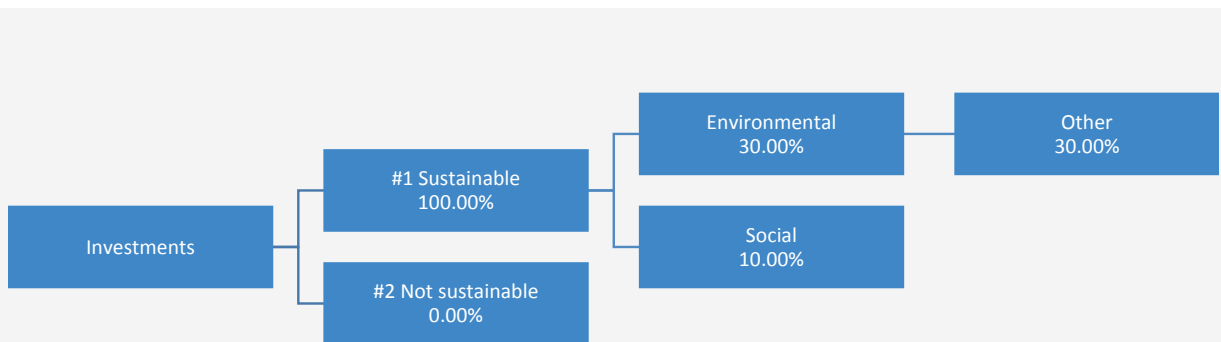 Investments
#1 Sustainable
100.00%
#2 Not sustainable
0.00%
Environmental
30.00%
Social
10.00%
Other
30.00%